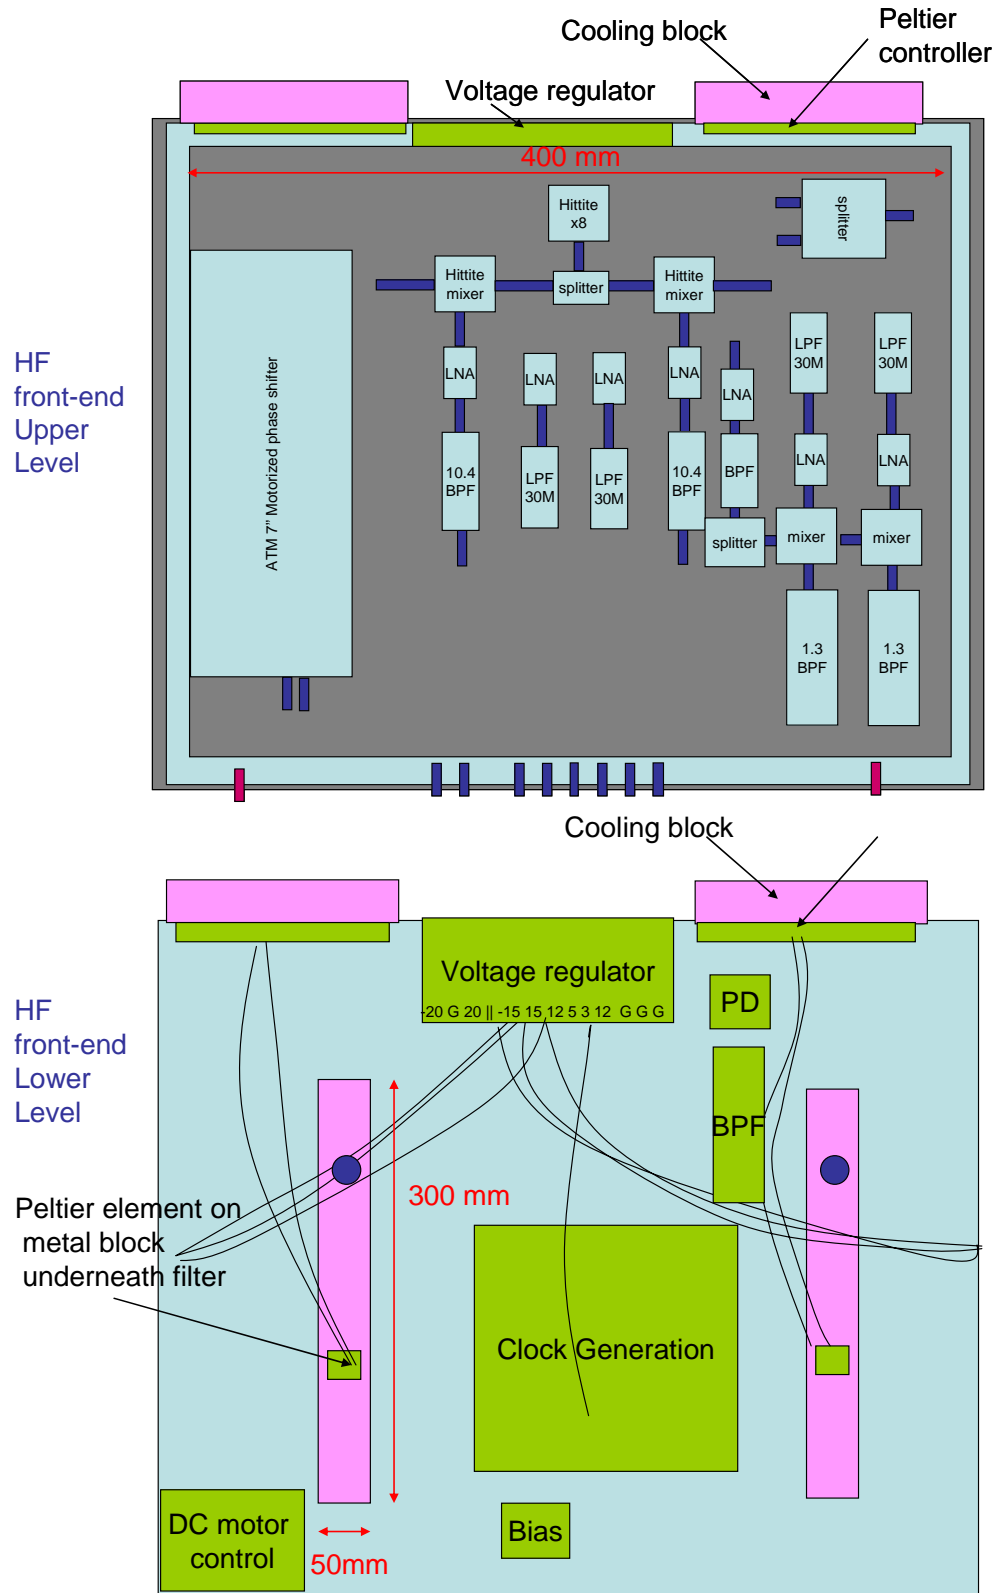 Cooling block
Peltier
controller
Voltage regulator
400 mm
Hittite
x8
splitter
Hittite
mixer
splitter
Hittite
mixer
ATM 7" Motorized phase shifter
HF
front-end
Upper
Level
LNA
LNA
LNA
LNA
LNA
LPF
30M
LPF
30M
10.4
BPF
LPF
30M
LPF
30M
10.4
BPF
BPF
LNA
LNA
splitter
mixer
mixer
1.3
BPF
1.3
BPF
Cooling block
Voltage regulator
-20 G 20 || -15 15 12 5 3 12 G G G
PD
HF
front-end
Lower
Level
BPF
300 mm
Peltier element on
metal block
underneath filter
Clock Generation
DC motor
control
50mm
Bias